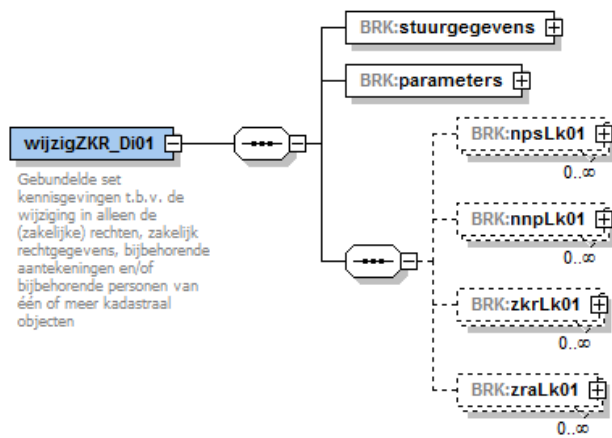 BRK:stuurgegevens
BRK:parameters
wijzigZKR_Di01
Gebundelde set
kennisgevingen t.b.v. de
wijziging in alleen de
(zakelijke) rechten, zakelijk
rechtgegevens, bijbehorende
aantekeningen en/of
bijbehorende personen van
één of meer kadastraal
objecten
BRK:npsLk01
0..∞
BRK:nnpLk01
0..∞
BRK:zkrLk01
0..∞
BRK:zraLk01
0..∞